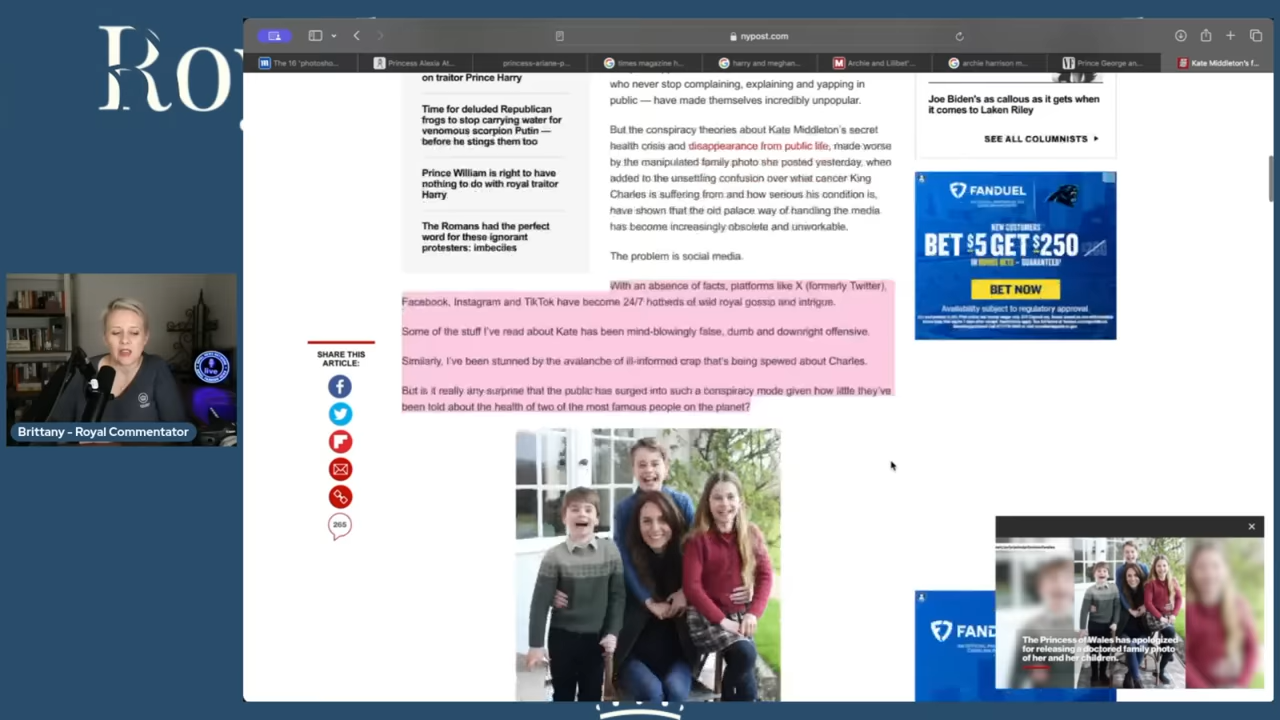 Ro
nypost.com
The 16 'photosho...
Princess Alexia At...
princess-ariane-p...
times magazine h...
harry and meghan...
Archie and Lilibet'...
archie harrison m...
Prince George an...
Kate Middleton's f...
on traitor Prince Harry
Time for deluded Republican
frogs to stop carrying water for
venomous scorpion Putin —
before he stings them too
Prince William is right to have
nothing to do with royal traitor
Harry
The Romans had the perfect
word for these ignorant
protesters: imbeciles
who never stop complaining, explaining and yapping in
public — have made themselves incredibly unpopular.
But the conspiracy theories about Kate Middleton's secret
health crisis and disappearance from public life, made worse
by the manipulated family photo she posted yesterday, when
added to the unsettling confusion over what cancer King
Charles is suffering from and how serious his condition is,
have shown that the old palace way of handling the media
has become increasingly obsolete and unworkable.
The problem is social media.
With an absence of facts, platforms like X (formerly Twitter),
Facebook, Instagram and TikTok have become 24/7 hotbeds of wild royal gossip and intrigue.
Some of the stuff I've read about Kate has been mind-blowingly false, dumb and downright offensive.
Similarly, I've been stunned by the avalanche of ill-informed crap that's being spewed about Charles.
But is it really any surprise that the public has surged into such a conspiracy mode given how little they've
been told about the health of two of the most famous people on the planet?
Joe Biden's as callous as it gets when
it comes to Laken Riley
SEE ALL COLUMNISTS
FANDUEL
NEW CUSTOMERS
BET $5 GET $250
IN BONUS BETS – GUARANTEED!
BET NOW
Availability subject to regulatory approval.
SHARE THIS
ARTICLE:
265
live
Brittany - Royal Commentator
FAND
The Princess of Wales has apologized
for releasing a doctored family photo
of her and her children.